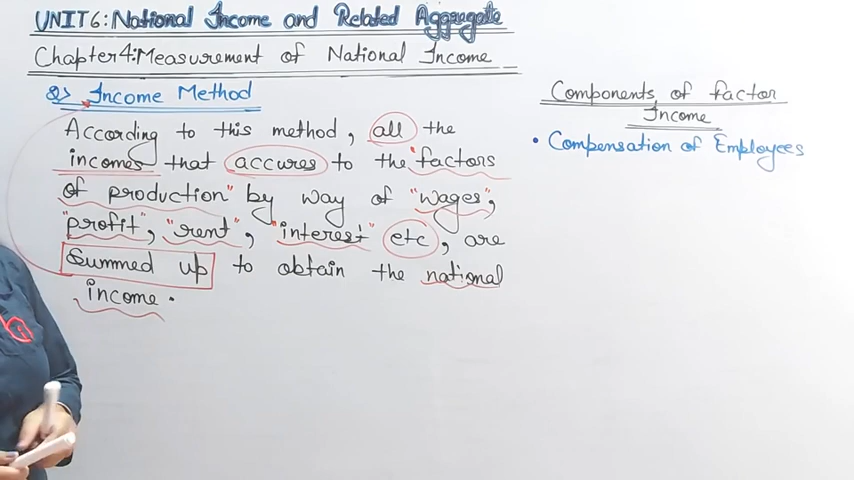 UNIT6: National Income and Related Aggregate
Chapter4:Measurement of National Income
Q> Income Method
According to this method, all the
incomes that accures to the "factors
of production" by way of "wages",
"profit", "rent", "interest" etc, are
Summed up to obtain the national
income.
Components of factor
Income
• Compensation of Employees